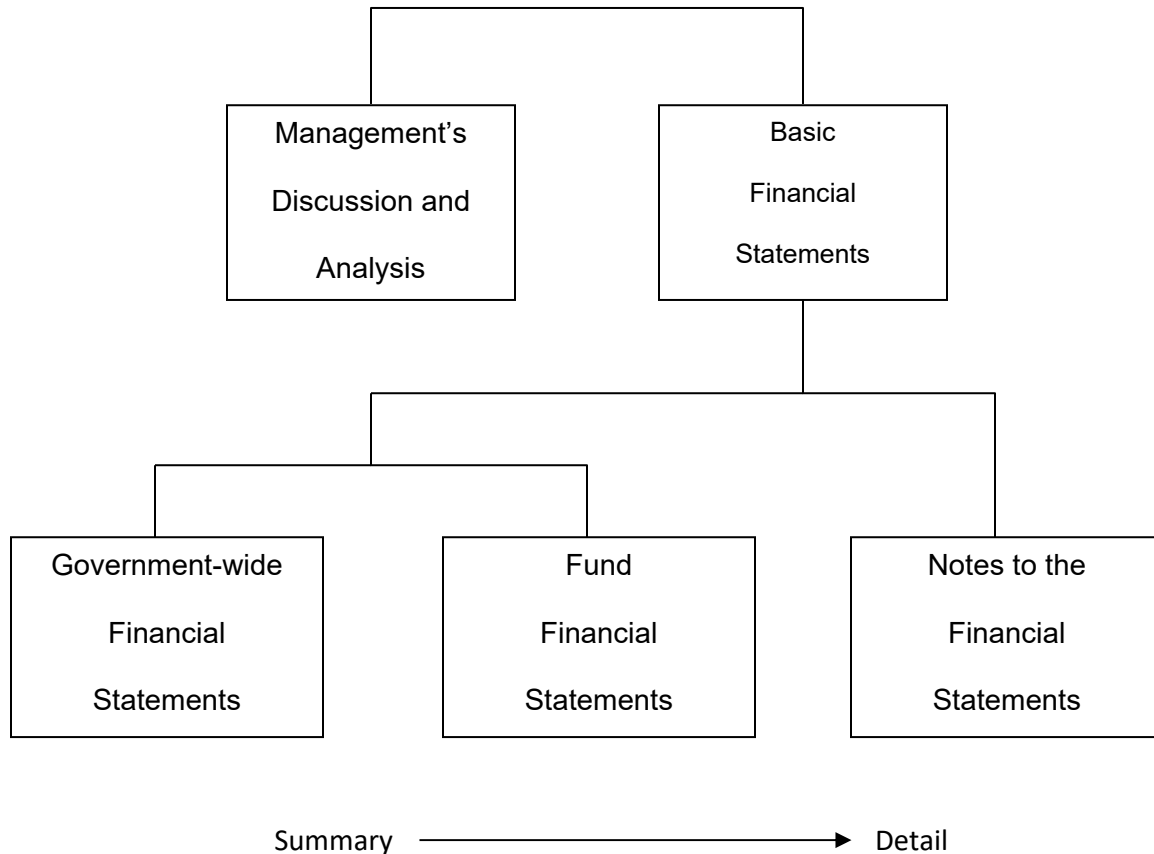 Management’s
Discussion and
Analysis
Basic
Financial
Statements
Government-wide
Financial
Statements
Fund
Financial
Statements
Notes to the
Financial
Statements
Summary
Detail